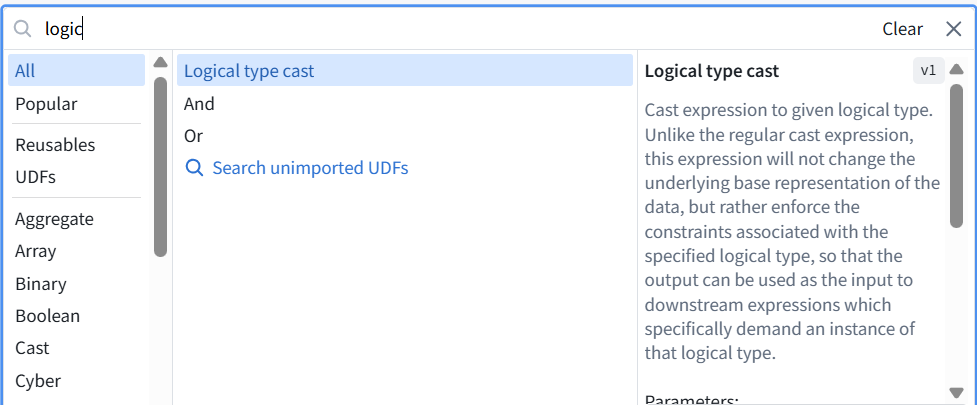 logic
Clear
All
Popular
Reusables
UDFs
Aggregate
Array
Binary
Boolean
Cast
Cyber
Logical type cast
And
Or
Search unimported UDFs
Logical type cast
v1
Cast expression to given logical type.
Unlike the regular cast expression,
this expression will not change the
underlying base representation of the
data, but rather enforce the
constraints associated with the
specified logical type, so that the
output can be used as the input to
downstream expressions which
specifically demand an instance of
that logical type.
Parameters: